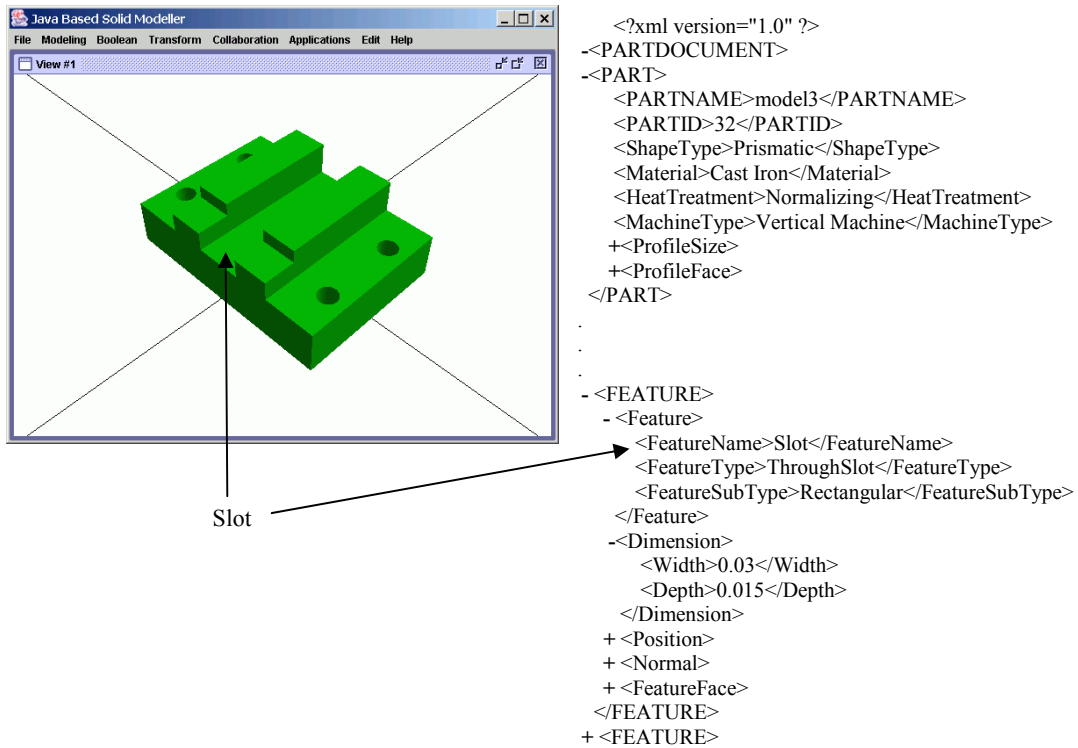 Java Based Solid Modeller
File Modeling Boolean Transform Collaboration Applications Edit Help
View #1
Slot
<?xml version="1.0" ?>
-<PARTDOCUMENT>
-<PART>
<PARTNAME>model3</PARTNAME>
<PARTID>32</PARTID>
<ShapeType>Prismatic</ShapeType>
<Material>Cast Iron</Material>
<HeatTreatment>Normalizing</HeatTreatment>
<MachineType>Vertical Machine</MachineType>
+<ProfileSize>
+<ProfileFace>
</PART>
.
.
.
- <FEATURE>
- <Feature>
<FeatureName>Slot</FeatureName>
<FeatureType>ThroughSlot</FeatureType>
<FeatureSubType>Rectangular</FeatureSubType>
</Feature>
-<Dimension>
<Width>0.03</Width>
<Depth>0.015</Depth>
</Dimension>
+ <Position>
+ <Normal>
+ <FeatureFace>
</FEATURE>
+ <FEATURE>